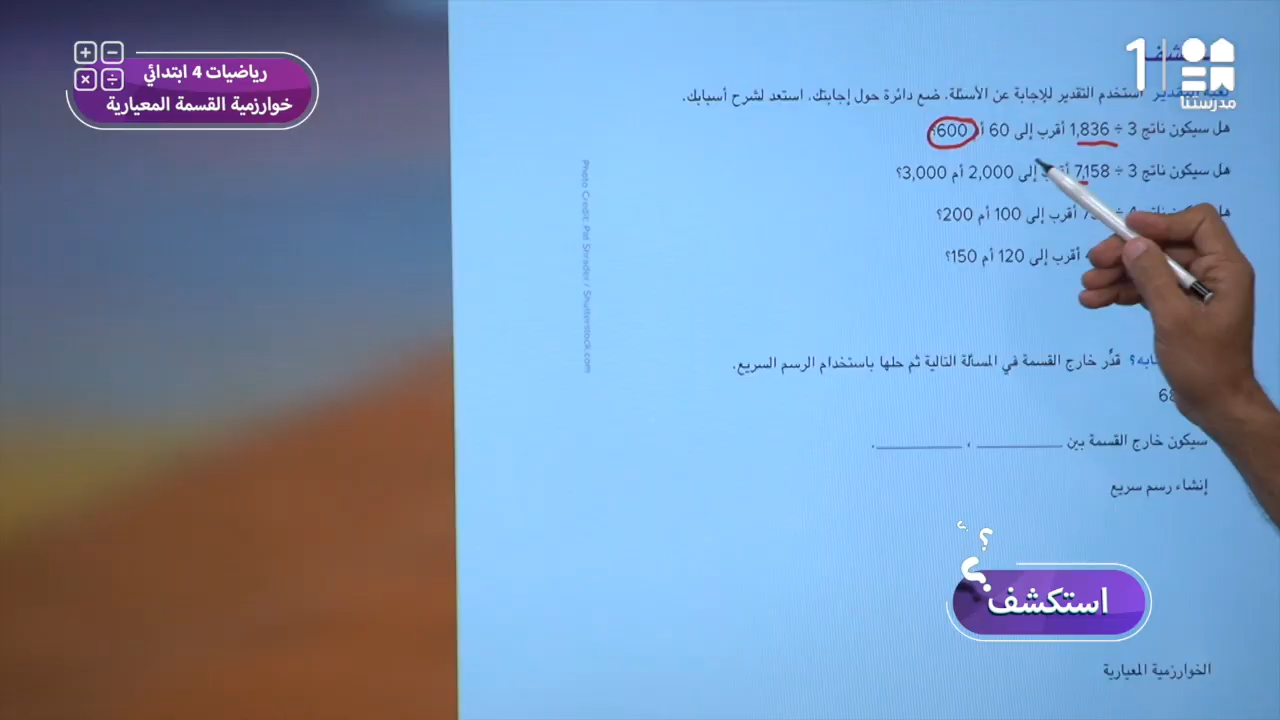 رياضيات 4 ابتدائي
خوارزمية القسمة المعيارية
1
مدرستنا
استخدم التقدير للإجابة عن الأسئلة. ضع دائرة حول إجابتك. استعد لشرح أسبابك.
هل سيكون ناتج 3 ÷ 1,836 أقرب إلى 60 أم 600؟
هل سيكون ناتج 3 ÷ 7,158 أقرب إلى 2,000 أم 3,000؟
أقرب إلى 100 أم 200؟
أقرب إلى 120 أم 150؟
قدِّر خارج القسمة في المسألة التالية ثم حلها باستخدام الرسم السريع.
سيكون خارج القسمة بين ________ ، ________ .
إنشاء رسم سريع
استكشف
الخوارزمية المعيارية
Photo Credit: Pat Shrader / Shutterstock.com